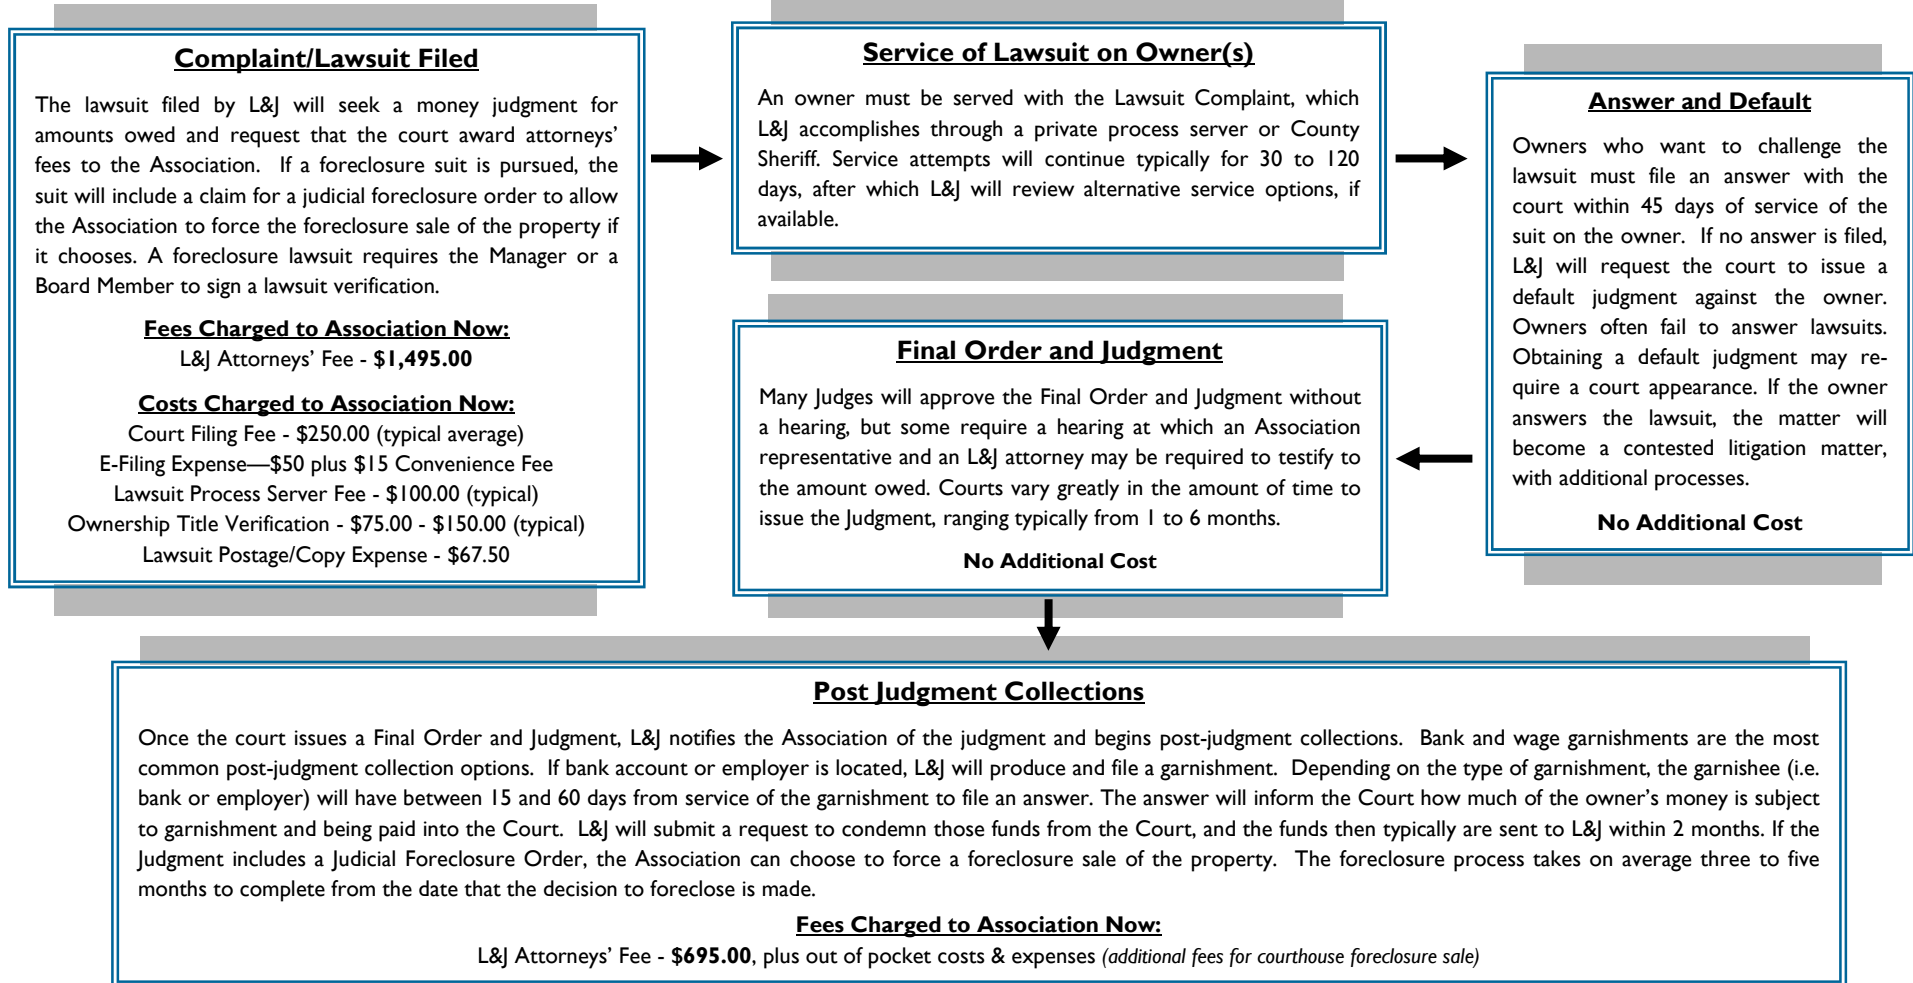 Complaint/Lawsuit Filed
The lawsuit filed by L&J will seek a money judgment for
amounts owed and request that the court award attorneys’
fees to the Association. If a foreclosure suit is pursued, the
suit will include a claim for a judicial foreclosure order to allow
the Association to force the foreclosure sale of the property if
it chooses. A foreclosure lawsuit requires the Manager or a
Board Member to sign a lawsuit verification.
Fees Charged to Association Now:
L&J Attorneys’ Fee - $1,495.00
Costs Charged to Association Now:
Court Filing Fee - $250.00 (typical average)
E-Filing Expense—$50 plus $15 Convenience Fee
Lawsuit Process Server Fee - $100.00 (typical)
Ownership Title Verification - $75.00 - $150.00 (typical)
Lawsuit Postage/Copy Expense - $67.50
Service of Lawsuit on Owner(s)
An owner must be served with the Lawsuit Complaint, which
L&J accomplishes through a private process server or County
Sheriff. Service attempts will continue typically for 30 to 120
days, after which L&J will review alternative service options, if
available.
Answer and Default
Owners who want to challenge the
lawsuit must file an answer with the
court within 45 days of service of the
suit on the owner. If no answer is filed,
L&J will request the court to issue a
default judgment against the owner.
Owners often fail to answer lawsuits.
Obtaining a default judgment may re-
quire a court appearance. If the owner
answers the lawsuit, the matter will
become a contested litigation matter,
with additional processes.
No Additional Cost
Final Order and Judgment
Many Judges will approve the Final Order and Judgment without
a hearing, but some require a hearing at which an Association
representative and an L&J attorney may be required to testify to
the amount owed. Courts vary greatly in the amount of time to
issue the Judgment, ranging typically from 1 to 6 months.
No Additional Cost
Post Judgment Collections
Once the court issues a Final Order and Judgment, L&J notifies the Association of the judgment and begins post-judgment collections. Bank and wage garnishments are the most
common post-judgment collection options. If bank account or employer is located, L&J will produce and file a garnishment. Depending on the type of garnishment, the garnishee (i.e.
bank or employer) will have between 15 and 60 days from service of the garnishment to file an answer. The answer will inform the Court how much of the owner’s money is subject
to garnishment and being paid into the Court. L&J will submit a request to condemn those funds from the Court, and the funds then typically are sent to L&J within 2 months. If the
Judgment includes a Judicial Foreclosure Order, the Association can choose to force a foreclosure sale of the property. The foreclosure process takes on average three to five
months to complete from the date that the decision to foreclose is made.
Fees Charged to Association Now:
L&J Attorneys’ Fee - $695.00, plus out of pocket costs & expenses (additional fees for courthouse foreclosure sale)